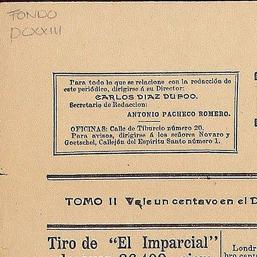 FONDO
DCXXIII
Para todo lo que se relacione con la redacción de
este periódico, dirigirse á su Director:
CARLOS DIAZ DUFOO.
Secretario de Redaccion:
ANTONIO PACHECO ROMERO.
OFICINAS: Calle de Tiburcio número 20.
Para avisos, dirigirse á los señores Novaro y
Goetschel, Callejón del Espíritu Santo número 1.
TOMO II Vale un centavo en el D
Tiro de "El Imparcial"
Londr